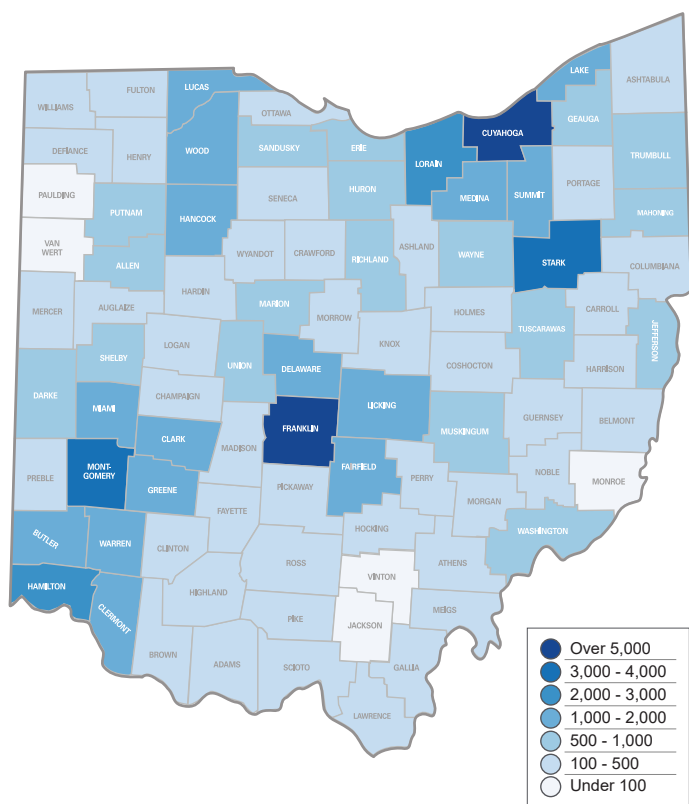 LAKE
ASHTABULA
FULTON
LUCAS
WILLIAMS
OTTAWA
CUYAHOGA
GEAUGA
DEFIANCE
HENRY
WOOD
SANDUSKY
ERIE
LORAIN
TRUMBULL
PAULDING
SENECA
HURON
MEDINA
SUMMIT
PORTAGE
PUTNAM
HANCOCK
MAHONING
VAN
WERT
ALLEN
WYANDOT
CRAWFORD
RICHLAND
ASHLAND
WAYNE
STARK
COLUMBIANA
MERCER
AUGLAIZE
HARDIN
MARION
MORROW
HOLMES
TUSCARAWAS
CARROLL
JEFFERSON
SHELBY
LOGAN
UNION
DELAWARE
KNOX
COSHOCTON
HARRISON
DARKE
MIAMI
CHAMPAIGN
LICKING
GUERNSEY
BELMONT
CLARK
MADISON
FRANKLIN
MUSKINGUM
PREBLE
MONT-
GOMERY
GREENE
PICKAWAY
FAIRFIELD
PERRY
NOBLE
MONROE
FAYETTE
MORGAN
BUTLER
WARREN
CLINTON
HOCKING
WASHINGTON
ROSS
ATHENS
HAMILTON
CLERMONT
HIGHLAND
VINTON
PIKE
JACKSON
MEIGS
BROWN
ADAMS
SCIOTO
GALLIA
LAWRENCE
Over 5,000
3,000 - 4,000
2,000 - 3,000
1,000 - 2,000
500 - 1,000
100 - 500
Under 100